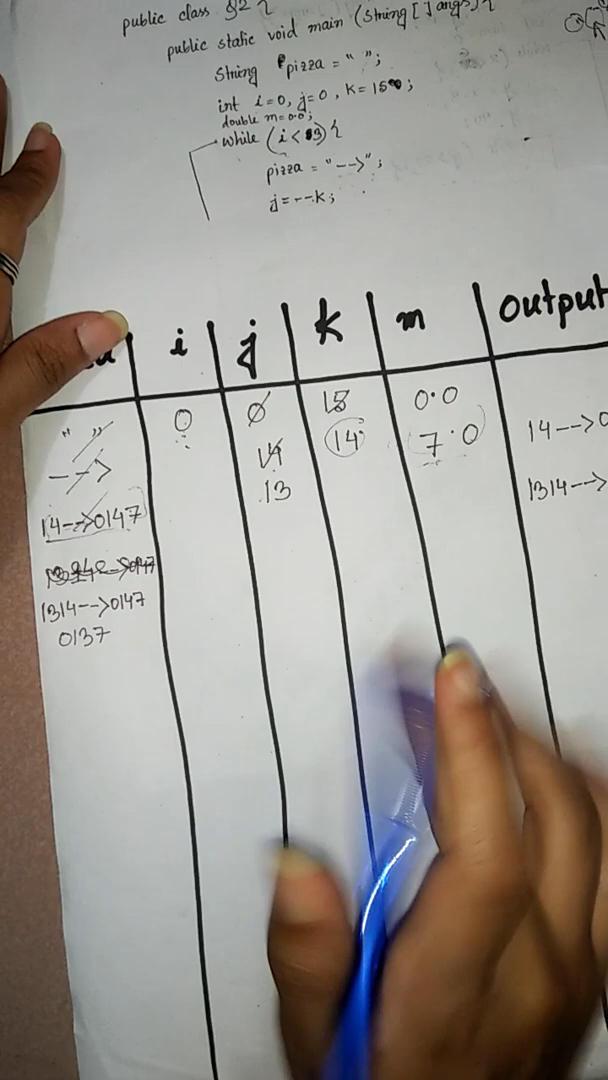 public class Q2 {
public static void main (String[] args) {
String pizza = " ";
int i=0, j=0, k=15;
double m=0.0;
while (i<3){
pizza = "-->";
j=--k;
i j k m output
" " 0 0 15 0.0
--> 14 14 7.0 14-->0
14-->0147 13 1314-->
1314-->0147
0137